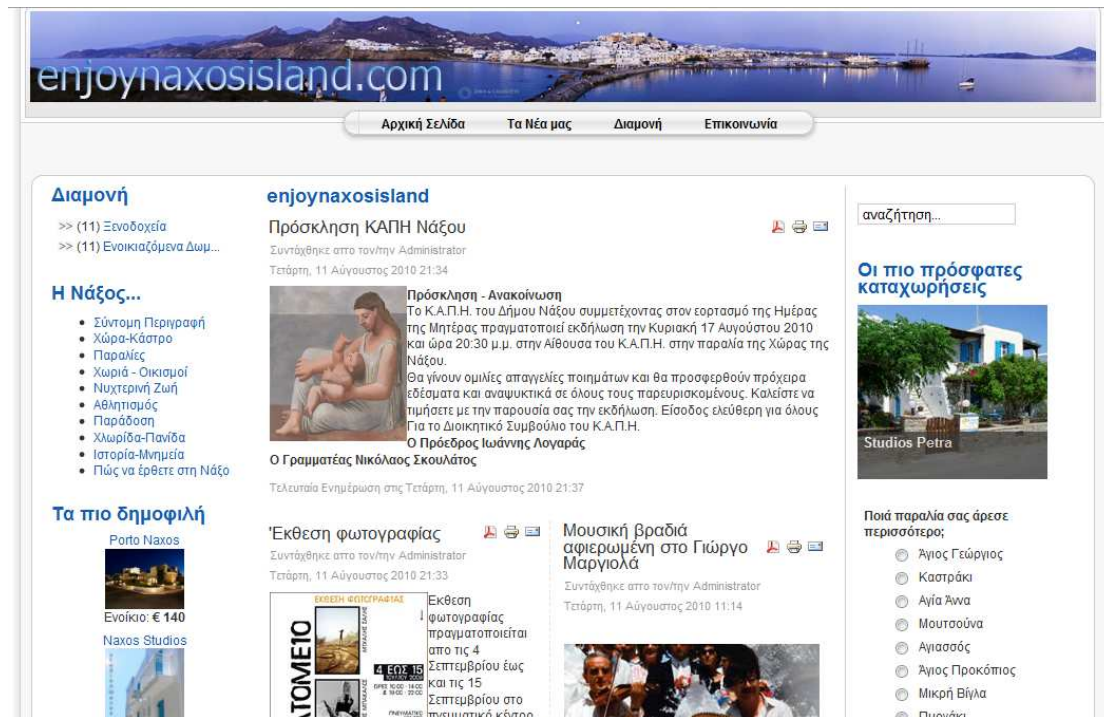 enjoynaxosisland.com
Αρχική Σελίδα Τα Νέα μας Διαμονή Επικοινωνία
Διαμονή
>> (11) Ξενοδοχεία
>> (11) Ενοικιαζόμενα Δωμ...
Η Νάξος...
Σύντομη Περιγραφή
Χώρα-Κάστρο
Παραλίες
Χωριά - Οικισμοί
Νυχτερινή Ζωή
Αθλητισμός
Παράδοση
Χλωρίδα-Πανίδα
Ιστορία-Μνημεία
Πώς να έρθετε στη Νάξο
Τα πιο δημοφιλή
Porto Naxos
Ενοίκιο: € 140
Naxos Studios
enjoynaxosisland
Πρόσκληση ΚΑΠΗ Νάξου
Συντάχθηκε απο τον/την Administrator
Τετάρτη, 11 Αύγουστος 2010 21:34
Πρόσκληση - Ανακοίνωση
Το Κ.Α.Π.Η. του Δήμου Νάξου συμμετέχοντας στον εορτασμό της Ημέρας
της Μητέρας πραγματοποιεί εκδήλωση την Κυριακή 17 Αυγούστου 2010
και ώρα 20:30 μ.μ. στην Αίθουσα του Κ.Α.Π.Η. στην παραλία της Χώρας της
Νάξου.
Θα γίνουν ομιλίες απαγγελίες ποιημάτων και θα προσφερθούν πρόχειρα
εδέσματα και αναψυκτικά σε όλους τους παρευρισκομένους. Καλείστε να
τιμήσετε με την παρουσία σας την εκδήλωση. Είσοδος ελεύθερη για όλους
Για το Διοικητικό Συμβούλιο του Κ.Α.Π.Η.
Ο Πρόεδρος Ιωάννης Λογαράς
Ο Γραμματέας Νικόλαος Σκουλάτος
Τελευταία Ενημέρωση στις Τετάρτη, 11 Αύγουστος 2010 21:37
Έκθεση φωτογραφίας
Συντάχθηκε απο τον/την Administrator
Τετάρτη, 11 Αύγουστος 2010 21:33
ΕΚΘΕΣΗ ΦΩΤΟΓΡΑΦΙΑΣ
4 ΕΩΣ 15
Εκθεση
φωτογραφίας
πραγματοποιείται
απο τις 4
Σεπτεμβρίου έως
και τις 15
Σεπτεμβρίου στο
πνευματικό κέντρο
Μουσική βραδιά
αφιερωμένη στο Γιώργο
Μαργιολά
Συντάχθηκε απο τον/την Administrator
Τετάρτη, 11 Αύγουστος 2010 11:14
αναζήτηση...
Οι πιο πρόσφατες
καταχωρήσεις
Studios Petra
Ποιά παραλία σας άρεσε
περισσότερο;
Άγιος Γεώργιος
Καστράκι
Αγία Άννα
Μουτσούνα
Αγιασσός
Άγιος Προκόπιος
Μικρή Βίγλα
Πυργάκι